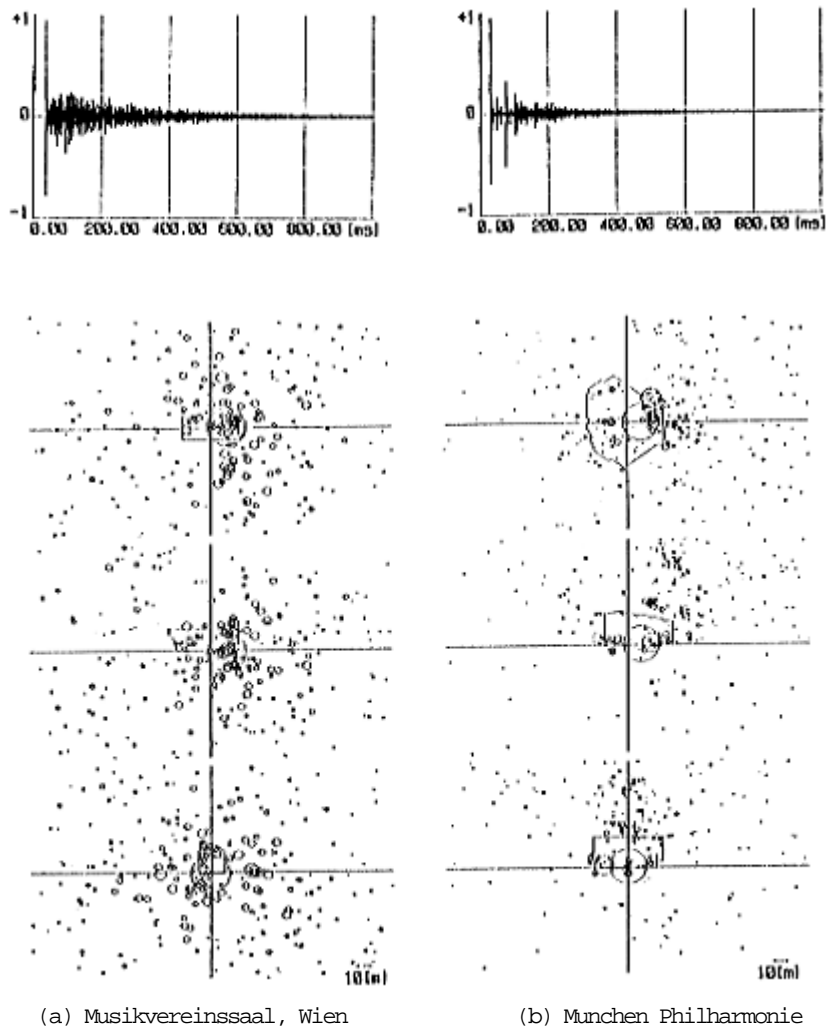 +1
0
-1
0.00 200.00 400.00 600.00 800.00 [ms]
+1
0
-1
0.00 200.00 400.00 600.00 800.00 [ms]
10[m]
10[m]
(a) Musikvereinssaal, Wien
(b) Munchen Philharmonie